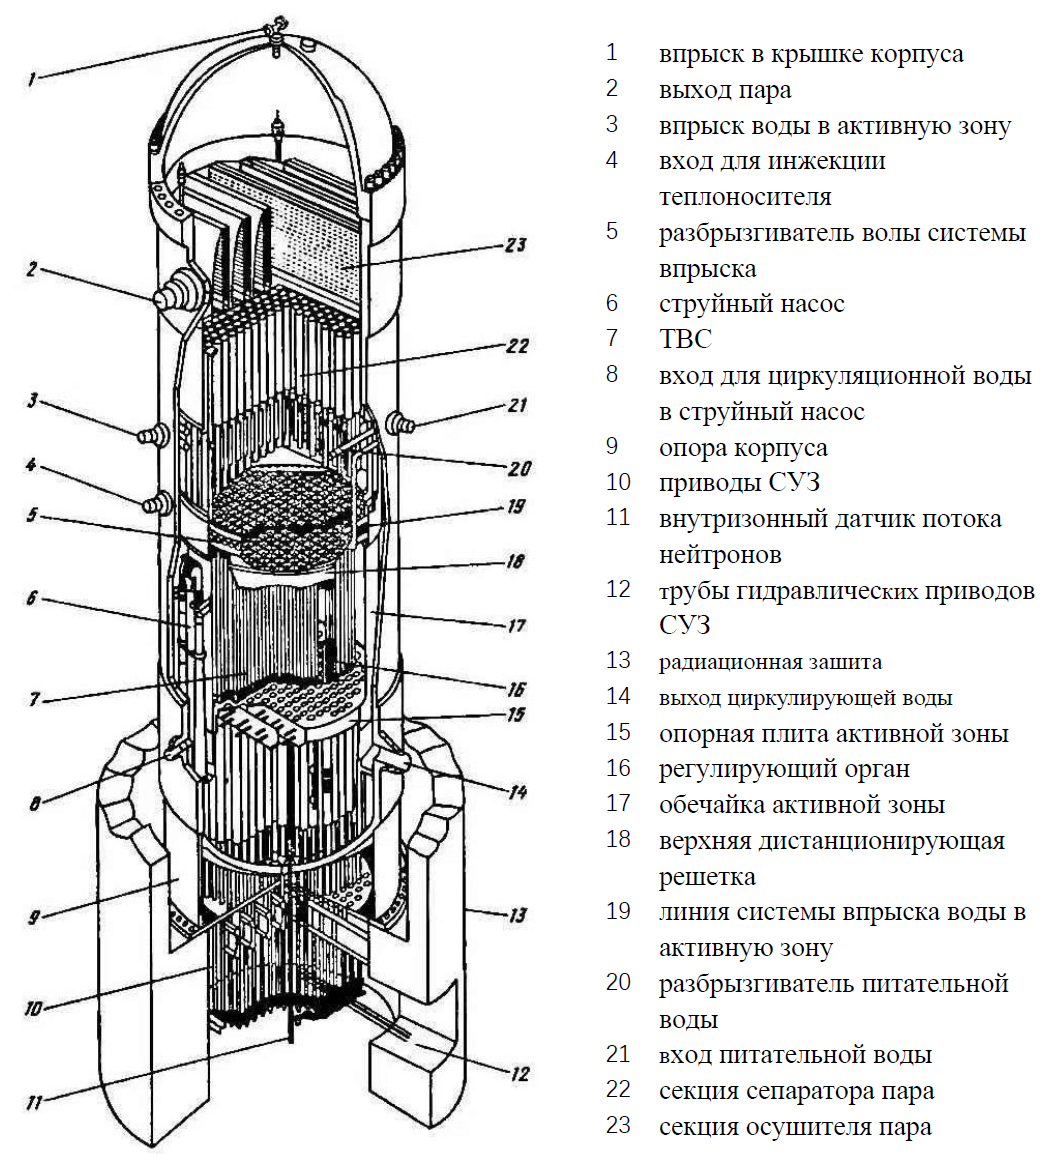 1 впрыск в крышке корпуса
2 выход пара
3 впрыск воды в активную зону
4 вход для инжекции
теплоносителя
5 разбрызгиватель волы системы
впрыска
6 струйный насос
7 ТВС
8 вход для циркуляционной воды
в струйный насос
9 опора корпуса
10 приводы СУЗ
11 внутризонный датчик потока
нейтронов
12 трубы гидравлических приводов
СУЗ
13 радиационная зашита
14 выход циркулирующей воды
15 опорная плита активной зоны
16 регулирующий орган
17 обечайка активной зоны
18 верхняя дистанционирующая
решетка
19 линия системы впрыска воды в
активную зону
20 разбрызгиватель питательной
воды
21 вход питательной воды
22 секция сепаратора пара
23 секция осушителя пара
1
2
3
4
5
6
7
8
9
10
11
23
22
21
20
19
18
17
16
15
14
13
12